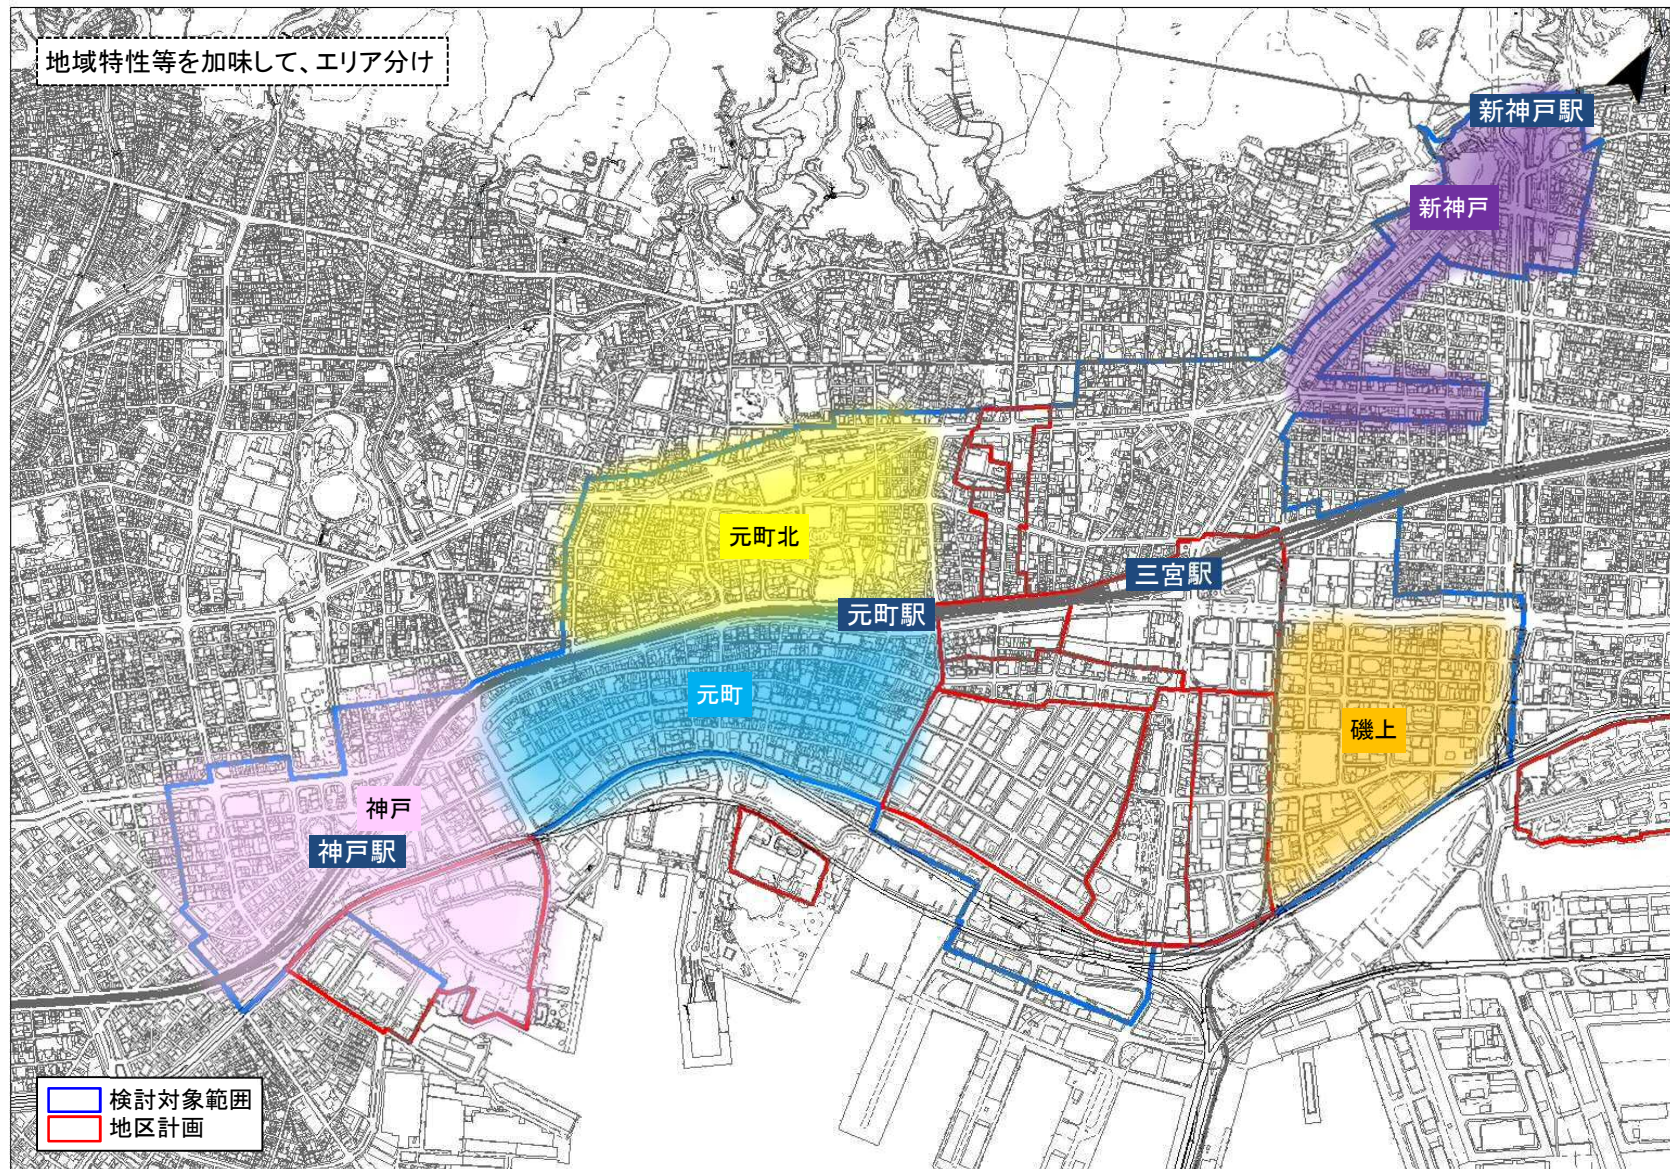 地域特性等を加味して、エリア分け
新神戸駅
新神戸
元町北
三宮駅
元町駅
元町
磯上
神戸
神戸駅
検討対象範囲
地区計画